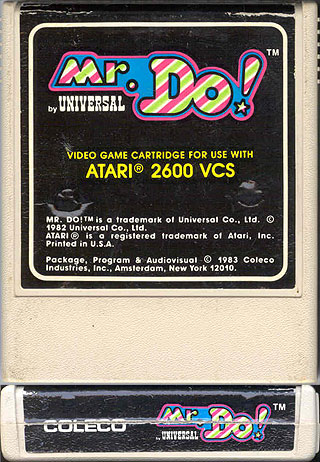 Mr. Do!™
by UNIVERSAL
VIDEO GAME CARTRIDGE FOR USE WITH
ATARI® 2600 VCS
MR. DO!™ is a trademark of Universal Co., Ltd. ©
1982 Universal Co., Ltd.
ATARI® is a registered trademark of Atari, Inc.
Printed in U.S.A.
Package, Program & Audiovisual © 1983 Coleco
Industries, Inc., Amsterdam, New York 12010.
COLECO Mr. Do!™
by UNIVERSAL